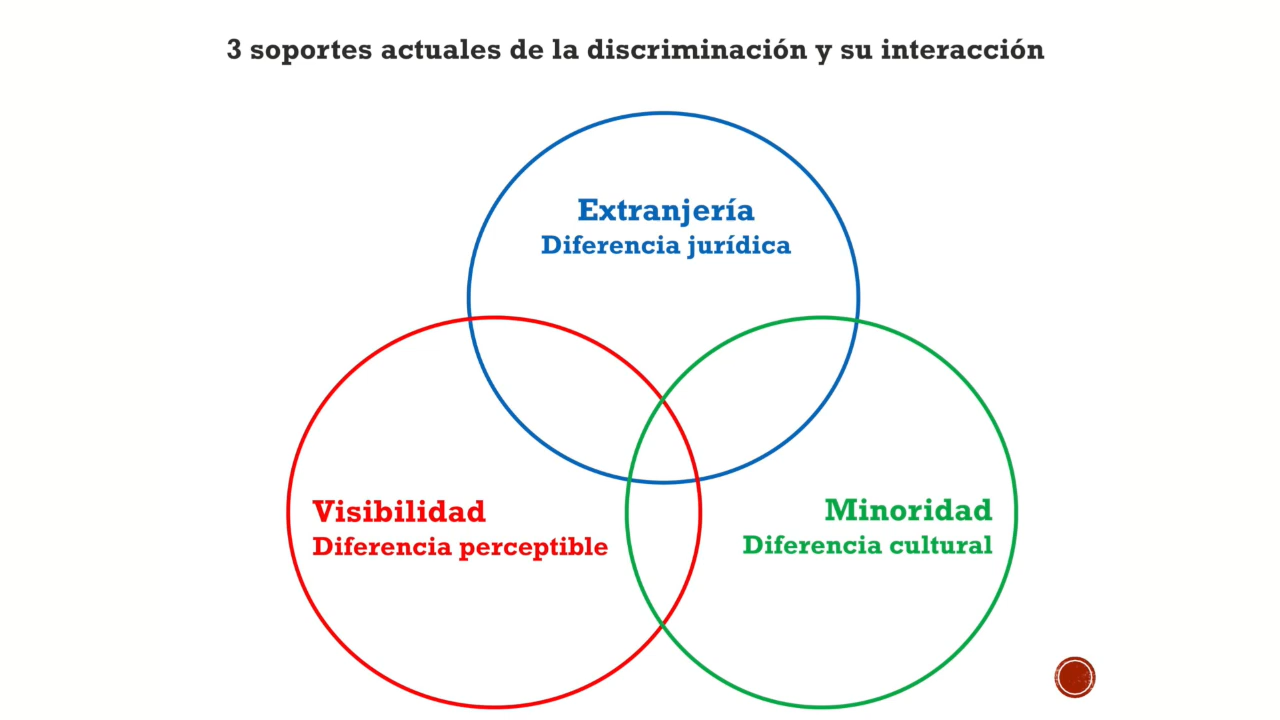 3 soportes actuales de la discriminación y su interacción
Extranjería
Diferencia jurídica
Visibilidad
Diferencia perceptible
Minoridad
Diferencia cultural